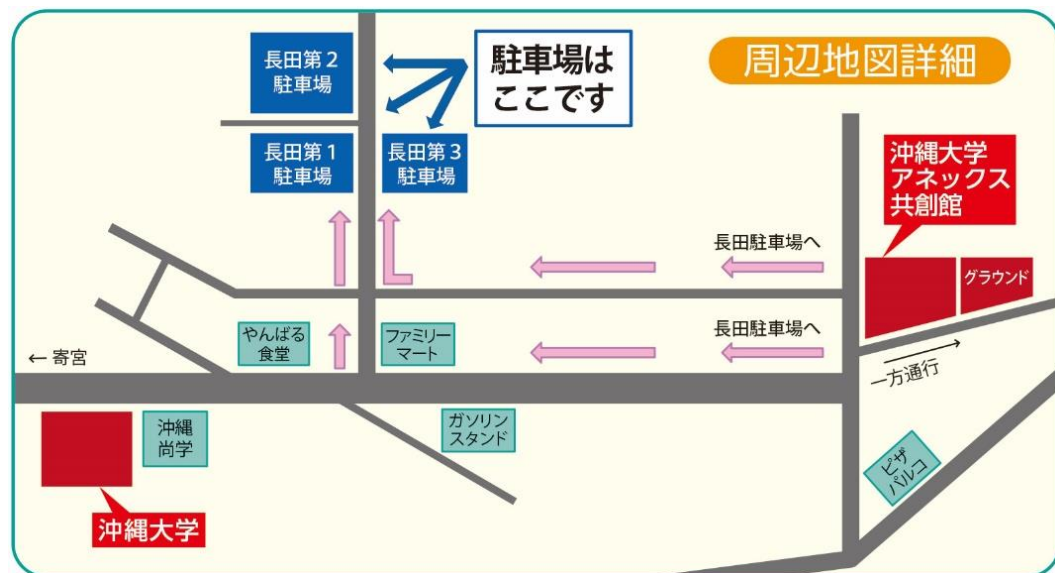 周辺地図詳細
長田第2
駐車場
駐車場は
ここです
長田第1
駐車場
長田第3
駐車場
沖縄大学
アネックス
共創館
長田駐車場へ
グラウンド
やんばる
食堂
ファミリー
マート
長田駐車場へ
← 寄宮
一方通行
沖縄
尚学
ガソリン
スタンド
ピザ
パルコ
沖縄大学